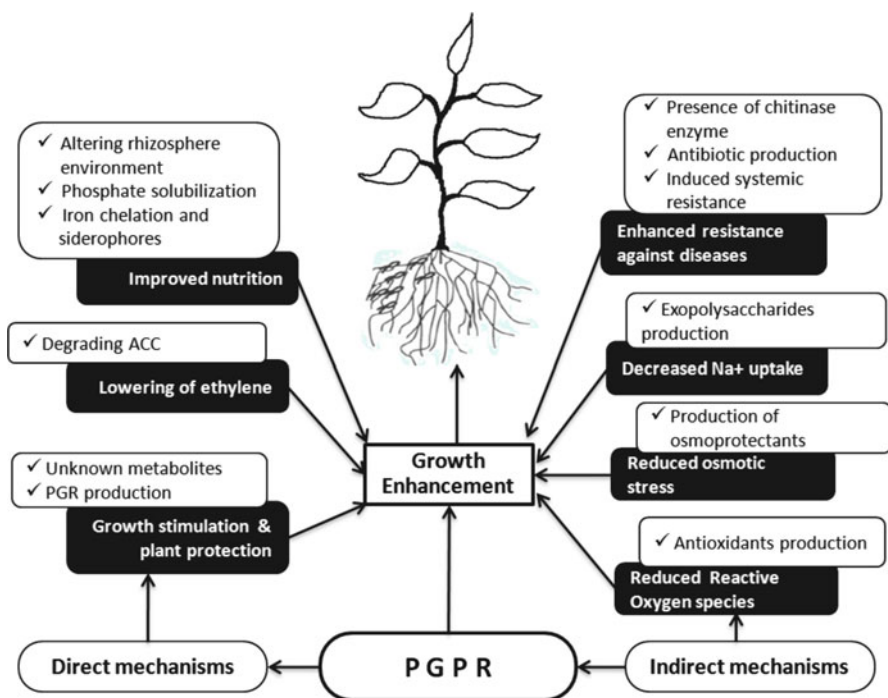 ✓ Altering rhizosphere
environment
✓ Phosphate solubilization
✓ Iron chelation and
siderophores
Improved nutrition
✓ Degrading ACC
Lowering of ethylene
✓ Unknown metabolites
✓ PGR production
Growth stimulation &
plant protection
Direct mechanisms
Growth
Enhancement
P G P R
✓ Presence of chitinase
enzyme
✓ Antibiotic production
✓ Induced systemic
resistance
Enhanced resistance
against diseases
✓ Exopolysaccharides
production
Decreased Na+ uptake
✓ Production of
osmoprotectants
Reduced osmotic
stress
✓ Antioxidants production
Reduced Reactive
Oxygen species
Indirect mechanisms